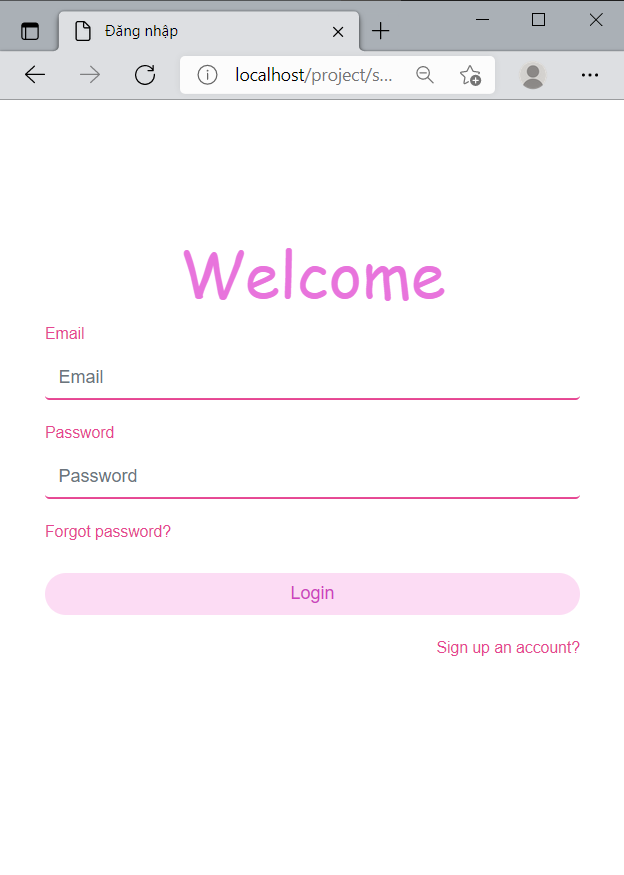 Đăng nhập
localhost/project/s...
Welcome
Email
Email
Password
Password
Forgot password?
Login
Sign up an account?